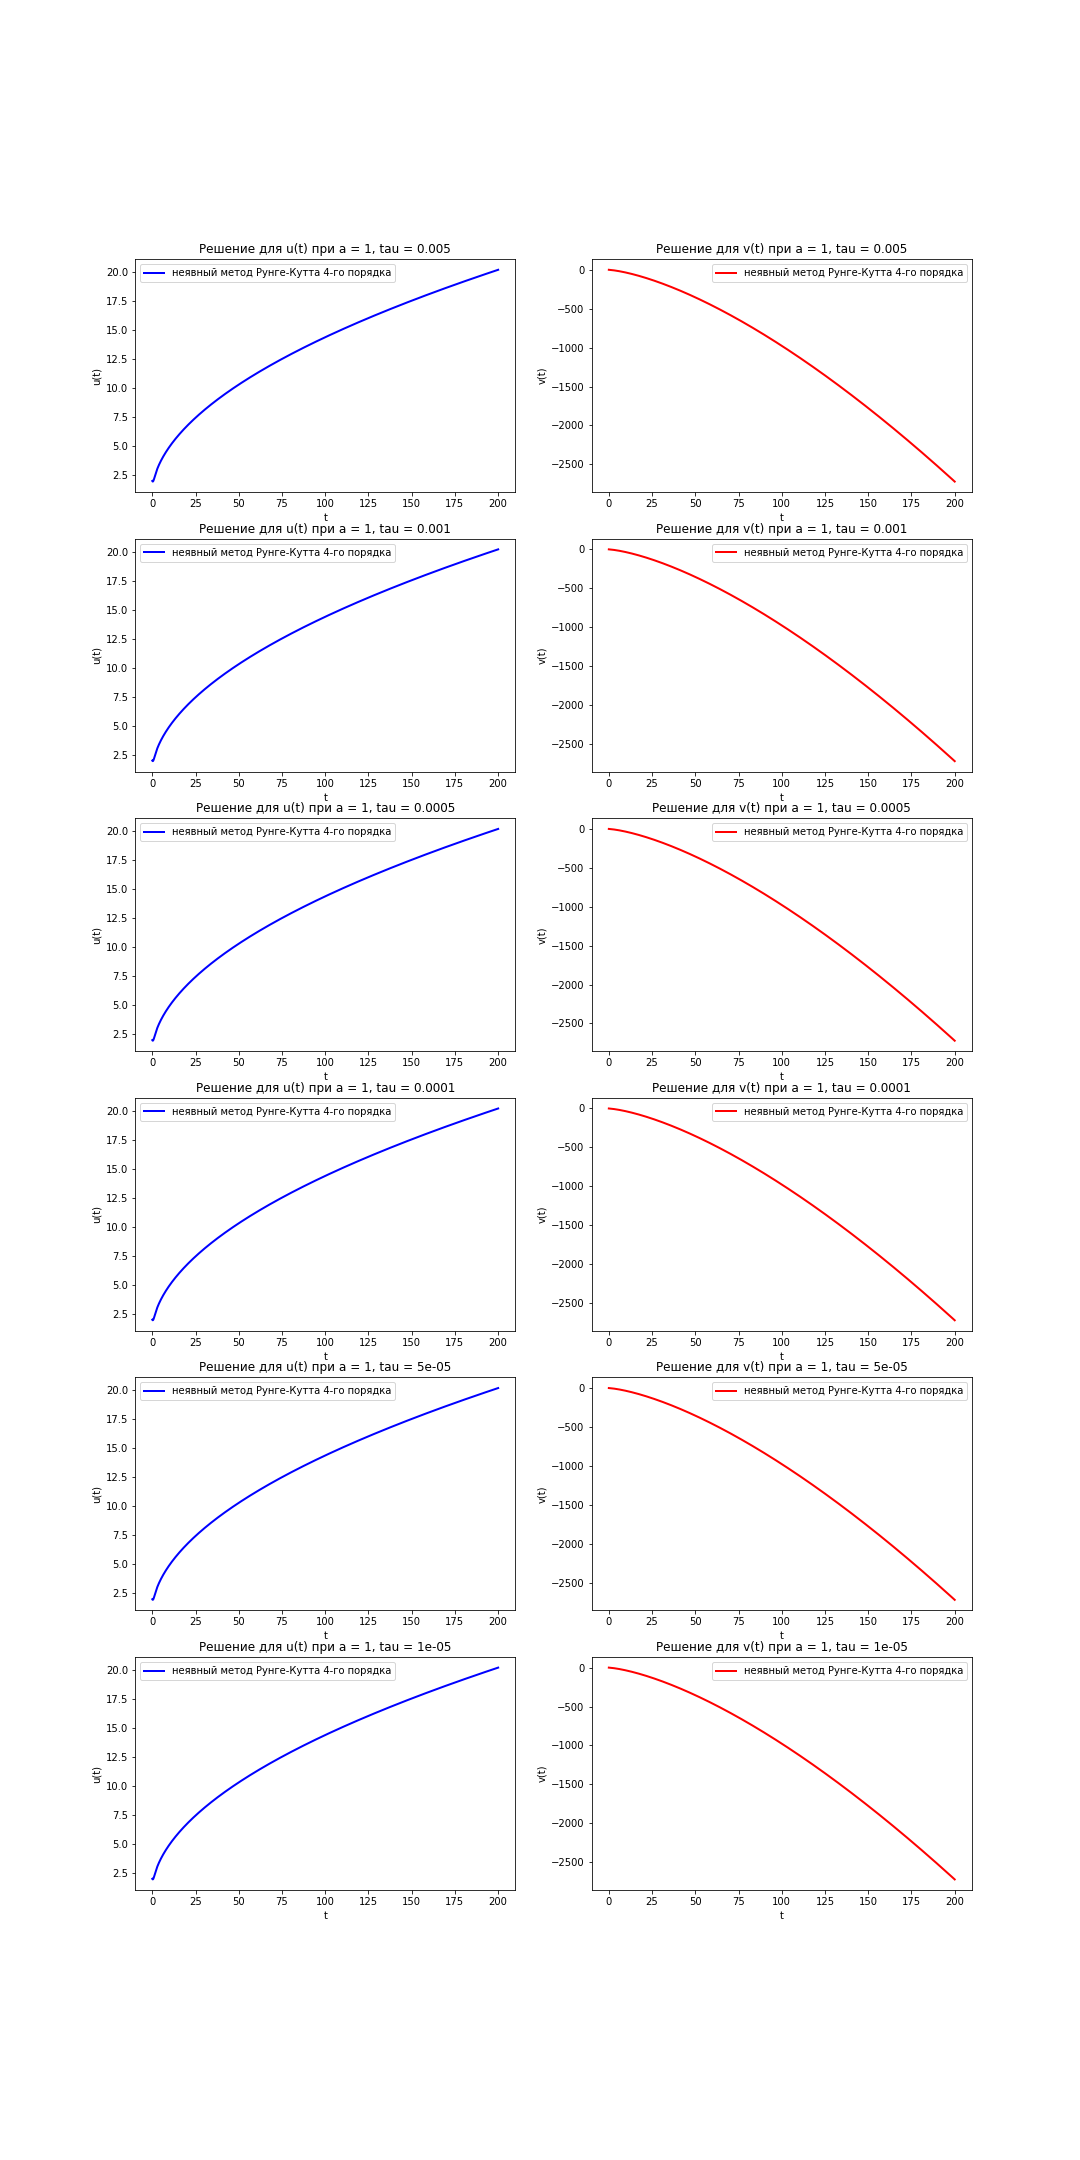 Решение для u(t) при a = 1, tau = 0.005
неявный метод Рунге-Кутта 4-го порядка
20.0
17.5
15.0
12.5
10.0
7.5
5.0
2.5
u(t)
0 25 50 75 100 125 150 175 200
t
Решение для v(t) при a = 1, tau = 0.005
неявный метод Рунге-Кутта 4-го порядка
0
−500
−1000
−1500
−2000
−2500
v(t)
0 25 50 75 100 125 150 175 200
t
Решение для u(t) при a = 1, tau = 0.001
неявный метод Рунге-Кутта 4-го порядка
20.0
17.5
15.0
12.5
10.0
7.5
5.0
2.5
u(t)
0 25 50 75 100 125 150 175 200
t
Решение для v(t) при a = 1, tau = 0.001
неявный метод Рунге-Кутта 4-го порядка
0
−500
−1000
−1500
−2000
−2500
v(t)
0 25 50 75 100 125 150 175 200
t
Решение для u(t) при a = 1, tau = 0.0005
неявный метод Рунге-Кутта 4-го порядка
20.0
17.5
15.0
12.5
10.0
7.5
5.0
2.5
u(t)
0 25 50 75 100 125 150 175 200
t
Решение для v(t) при a = 1, tau = 0.0005
неявный метод Рунге-Кутта 4-го порядка
0
−500
−1000
−1500
−2000
−2500
v(t)
0 25 50 75 100 125 150 175 200
t
Решение для u(t) при a = 1, tau = 0.0001
неявный метод Рунге-Кутта 4-го порядка
20.0
17.5
15.0
12.5
10.0
7.5
5.0
2.5
u(t)
0 25 50 75 100 125 150 175 200
t
Решение для v(t) при a = 1, tau = 0.0001
неявный метод Рунге-Кутта 4-го порядка
0
−500
−1000
−1500
−2000
−2500
v(t)
0 25 50 75 100 125 150 175 200
t
Решение для u(t) при a = 1, tau = 5e-05
неявный метод Рунге-Кутта 4-го порядка
20.0
17.5
15.0
12.5
10.0
7.5
5.0
2.5
u(t)
0 25 50 75 100 125 150 175 200
t
Решение для v(t) при a = 1, tau = 5e-05
неявный метод Рунге-Кутта 4-го порядка
0
−500
−1000
−1500
−2000
−2500
v(t)
0 25 50 75 100 125 150 175 200
t
Решение для u(t) при a = 1, tau = 1e-05
неявный метод Рунге-Кутта 4-го порядка
20.0
17.5
15.0
12.5
10.0
7.5
5.0
2.5
u(t)
0 25 50 75 100 125 150 175 200
t
Решение для v(t) при a = 1, tau = 1e-05
неявный метод Рунге-Кутта 4-го порядка
0
−500
−1000
−1500
−2000
−2500
v(t)
0 25 50 75 100 125 150 175 200
t